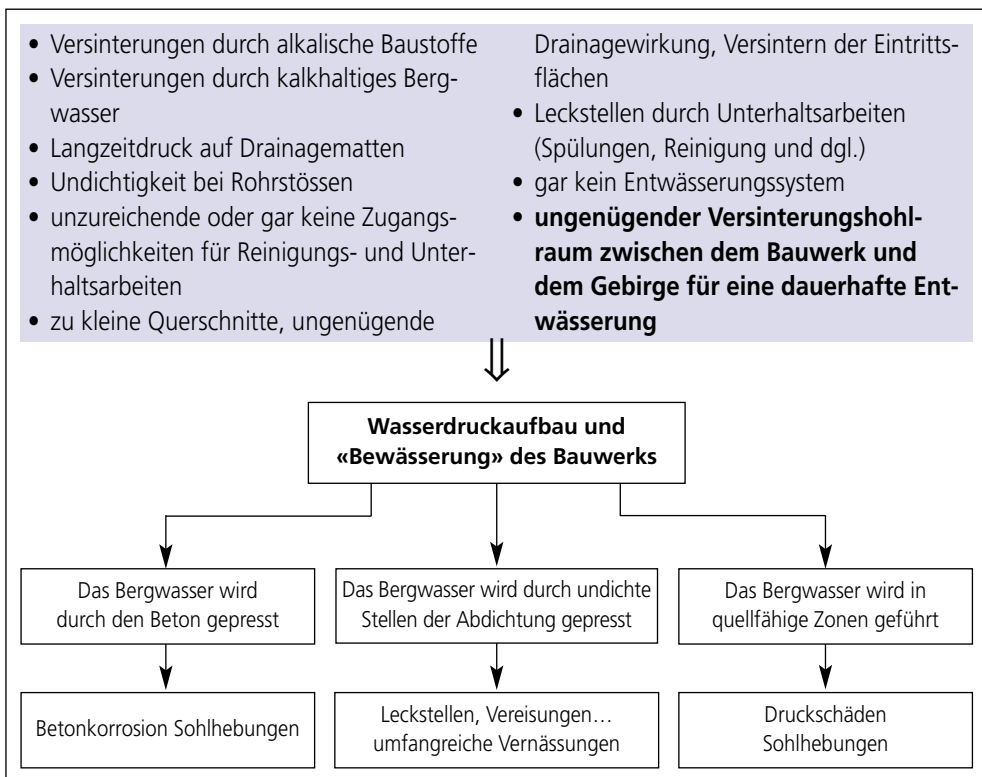 • Versinterungen durch alkalische Baustoffe
• Versinterungen durch kalkhaltiges Berg-
wasser
• Langzeitdruck auf Drainagematten
• Undichtigkeit bei Rohrstössen
• unzureichende oder gar keine Zugangs-
möglichkeiten für Reinigungs- und Unter-
haltsarbeiten
• zu kleine Querschnitte, ungenügende
Drainagewirkung, Versintern der Eintritts-
flächen
• Leckstellen durch Unterhaltsarbeiten
(Spülungen, Reinigung und dgl.)
• gar kein Entwässerungssystem
• ungenügender Versinterungshohl-
raum zwischen dem Bauwerk und
dem Gebirge für eine dauerhafte Ent-
wässerung
Wasserdruckaufbau und
«Bewässerung» des Bauwerks
Das Bergwasser wird
durch den Beton gepresst
Das Bergwasser wird durch undichte
Stellen der Abdichtung gepresst
Das Bergwasser wird in
quellfähige Zonen geführt
Betonkorrosion Sohlhebungen
Leckstellen, Vereisungen…
umfangreiche Vernässungen
Druckschäden
Sohlhebungen